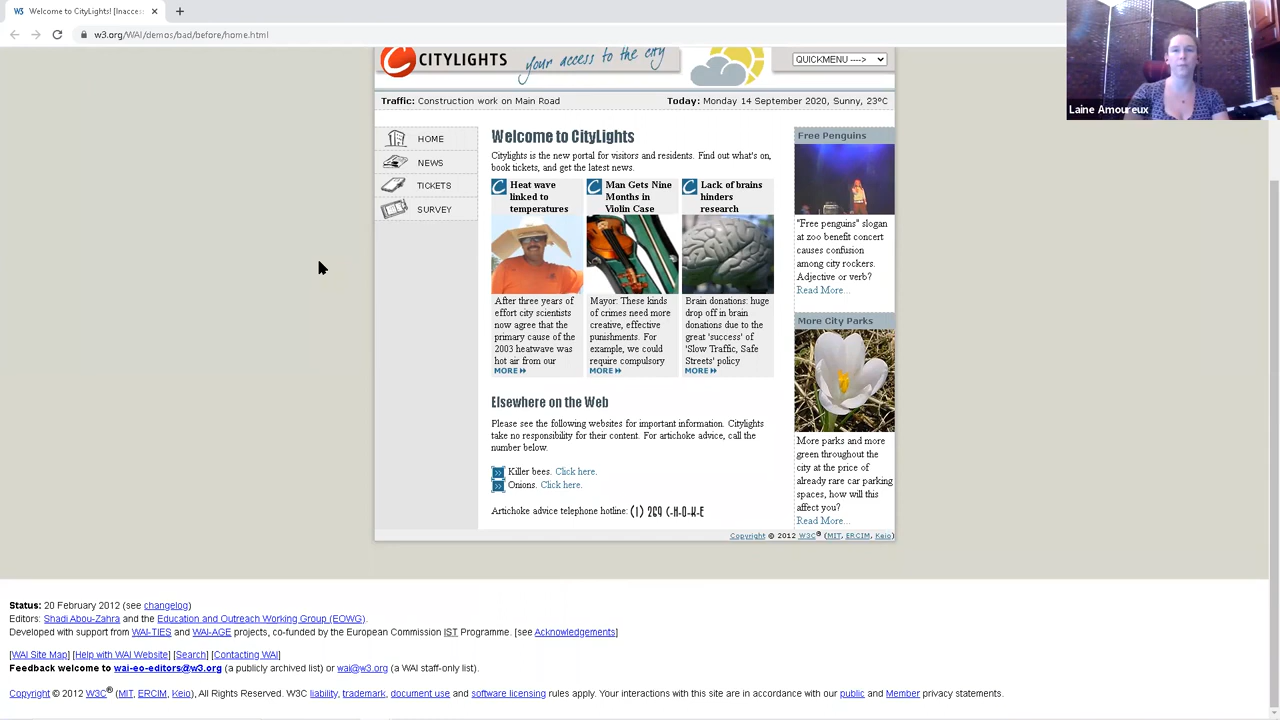 Welcome to CityLights! [Inacces
w3.org/WAI/demos/bad/before/home.html
Laine Amoureux
CITYLIGHTS
your access to the city
QUICKMENU ---->
Traffic: Construction work on Main Road
Today: Monday 14 September 2020, Sunny, 23°C
HOME
NEWS
TICKETS
SURVEY
Welcome to CityLights
Citylights is the new portal for visitors and residents. Find out what's on,
book tickets, and get the latest news.
Heat wave
linked to
temperatures
After three years of
effort city scientists
now agree that the
primary cause of the
2003 heatwave was
hot air from our
MORE
Man Gets Nine
Months in
Violin Case
Mayor: These kinds
of crimes need more
creative, effective
punishments. For
example, we could
require compulsory
MORE
Lack of brains
hinders
research
Brain donations: huge
drop off in brain
donations due to the
great 'success' of
'Slow Traffic, Safe
Streets' policy
MORE
Elsewhere on the Web
Please see the following websites for important information. Citylights
take no responsibility for their content. For artichoke advice, call the
number below.
Killer bees. Click here.
Onions. Click here.
Artichoke advice telephone hotline: (1) 269 C-H-O-K-E
Free Penguins
"Free penguins" slogan
at zoo benefit concert
causes confusion
among city rockers.
Adjective or verb?
Read More...
More City Parks
More parks and more
green throughout the
city at the price of
already rare car parking
spaces, how will this
affect you?
Read More...
Copyright © 2012 W3C® (MIT, ERCIM, Keio)
Status: 20 February 2012 (see changelog)
Editors: Shadi Abou-Zahra and the Education and Outreach Working Group (EOWG).
Developed with support from WAI-TIES and WAI-AGE projects, co-funded by the European Commission IST Programme. [see Acknowledgements]
[WAI Site Map] [Help with WAI Website] [Search] [Contacting WAI]
Feedback welcome to wai-eo-editors@w3.org (a publicly archived list) or wai@w3.org (a WAI staff-only list).
Copyright © 2012 W3C® (MIT, ERCIM, Keio), All Rights Reserved. W3C liability, trademark, document use and software licensing rules apply. Your interactions with this site are in accordance with our public and Member privacy statements.